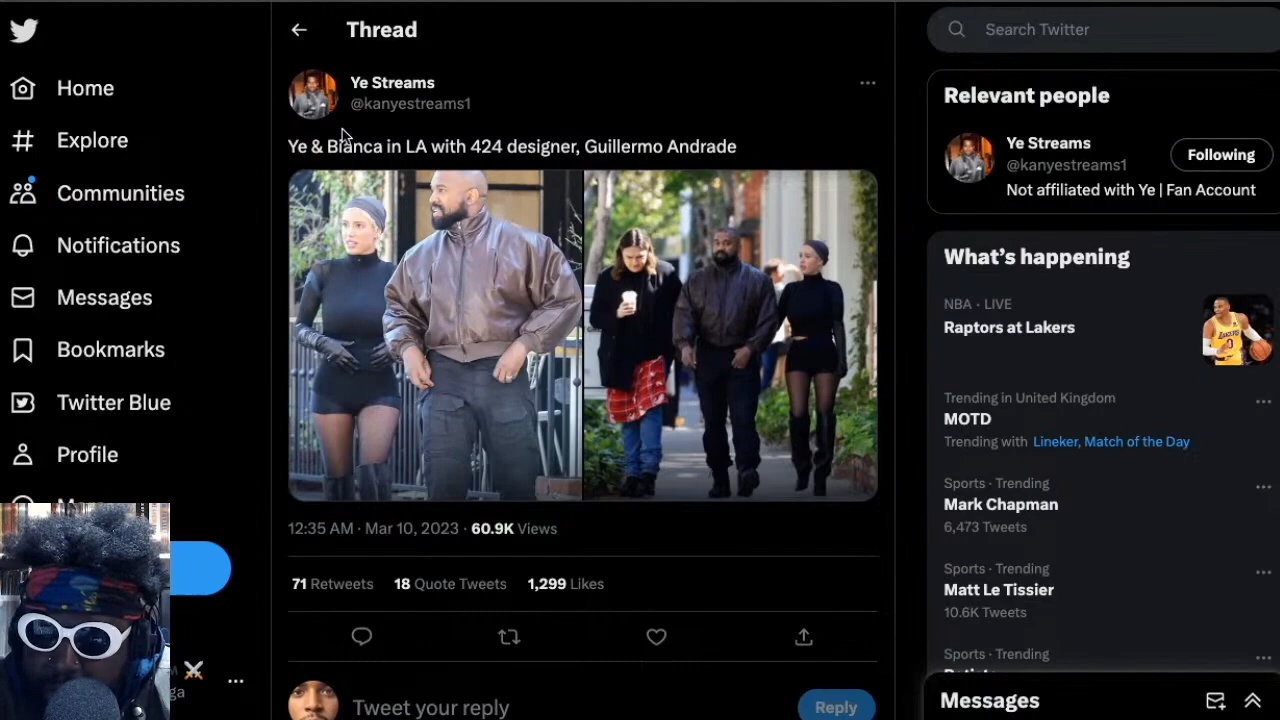 Home
Explore
Communities
Notifications
Messages
Bookmarks
Twitter Blue
Profile
ga
Thread
Ye Streams
@kanyestreams1
Ye & Bianca in LA with 424 designer, Guillermo Andrade
12:35 AM · Mar 10, 2023 · 60.9K Views
71 Retweets 18 Quote Tweets 1,299 Likes
Tweet your reply
Reply
Search Twitter
Relevant people
Ye Streams
@kanyestreams1
Following
Not affiliated with Ye | Fan Account
What's happening
NBA · LIVE
Raptors at Lakers
Trending in United Kingdom
MOTD
Trending with Lineker, Match of the Day
Sports · Trending
Mark Chapman
6,473 Tweets
Sports · Trending
Matt Le Tissier
10.6K Tweets
Sports · Trending
Messages